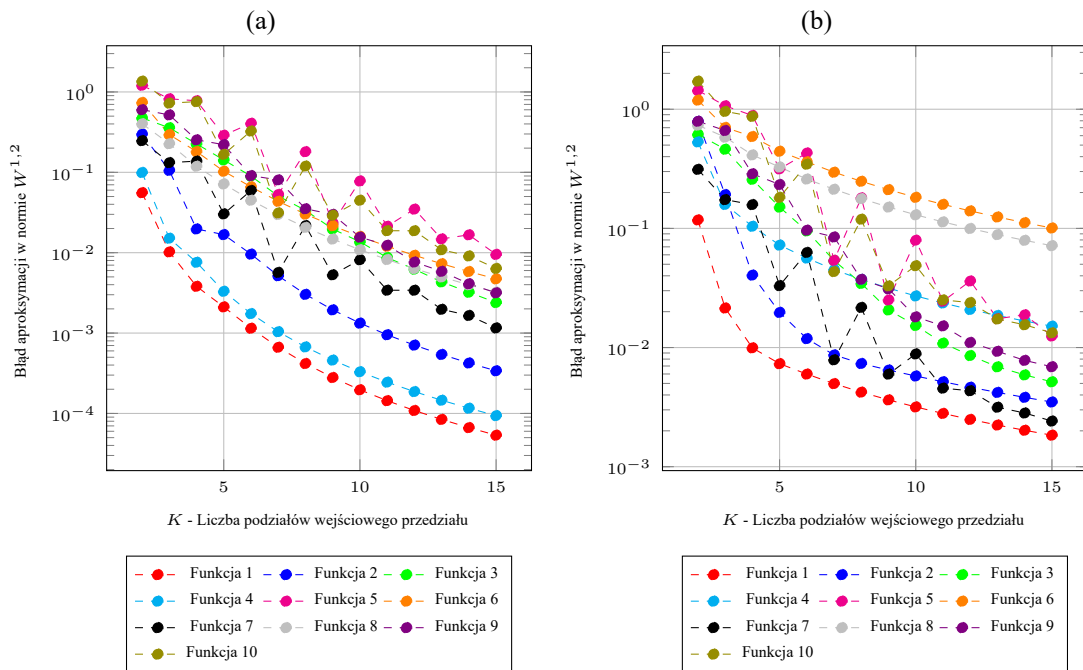 (a)
Błąd aproksymacji w normie W^{1,2}
10^0
10^{−1}
10^{−2}
10^{−3}
10^{−4}
5
10
15
K - Liczba podziałów wejściowego przedziału
Funkcja 1
Funkcja 2
Funkcja 3
Funkcja 4
Funkcja 5
Funkcja 6
Funkcja 7
Funkcja 8
Funkcja 9
Funkcja 10
(b)
Błąd aproksymacji w normie W^{1,2}
10^0
10^{−1}
10^{−2}
10^{−3}
5
10
15
K - Liczba podziałów wejściowego przedziału
Funkcja 1
Funkcja 2
Funkcja 3
Funkcja 4
Funkcja 5
Funkcja 6
Funkcja 7
Funkcja 8
Funkcja 9
Funkcja 10